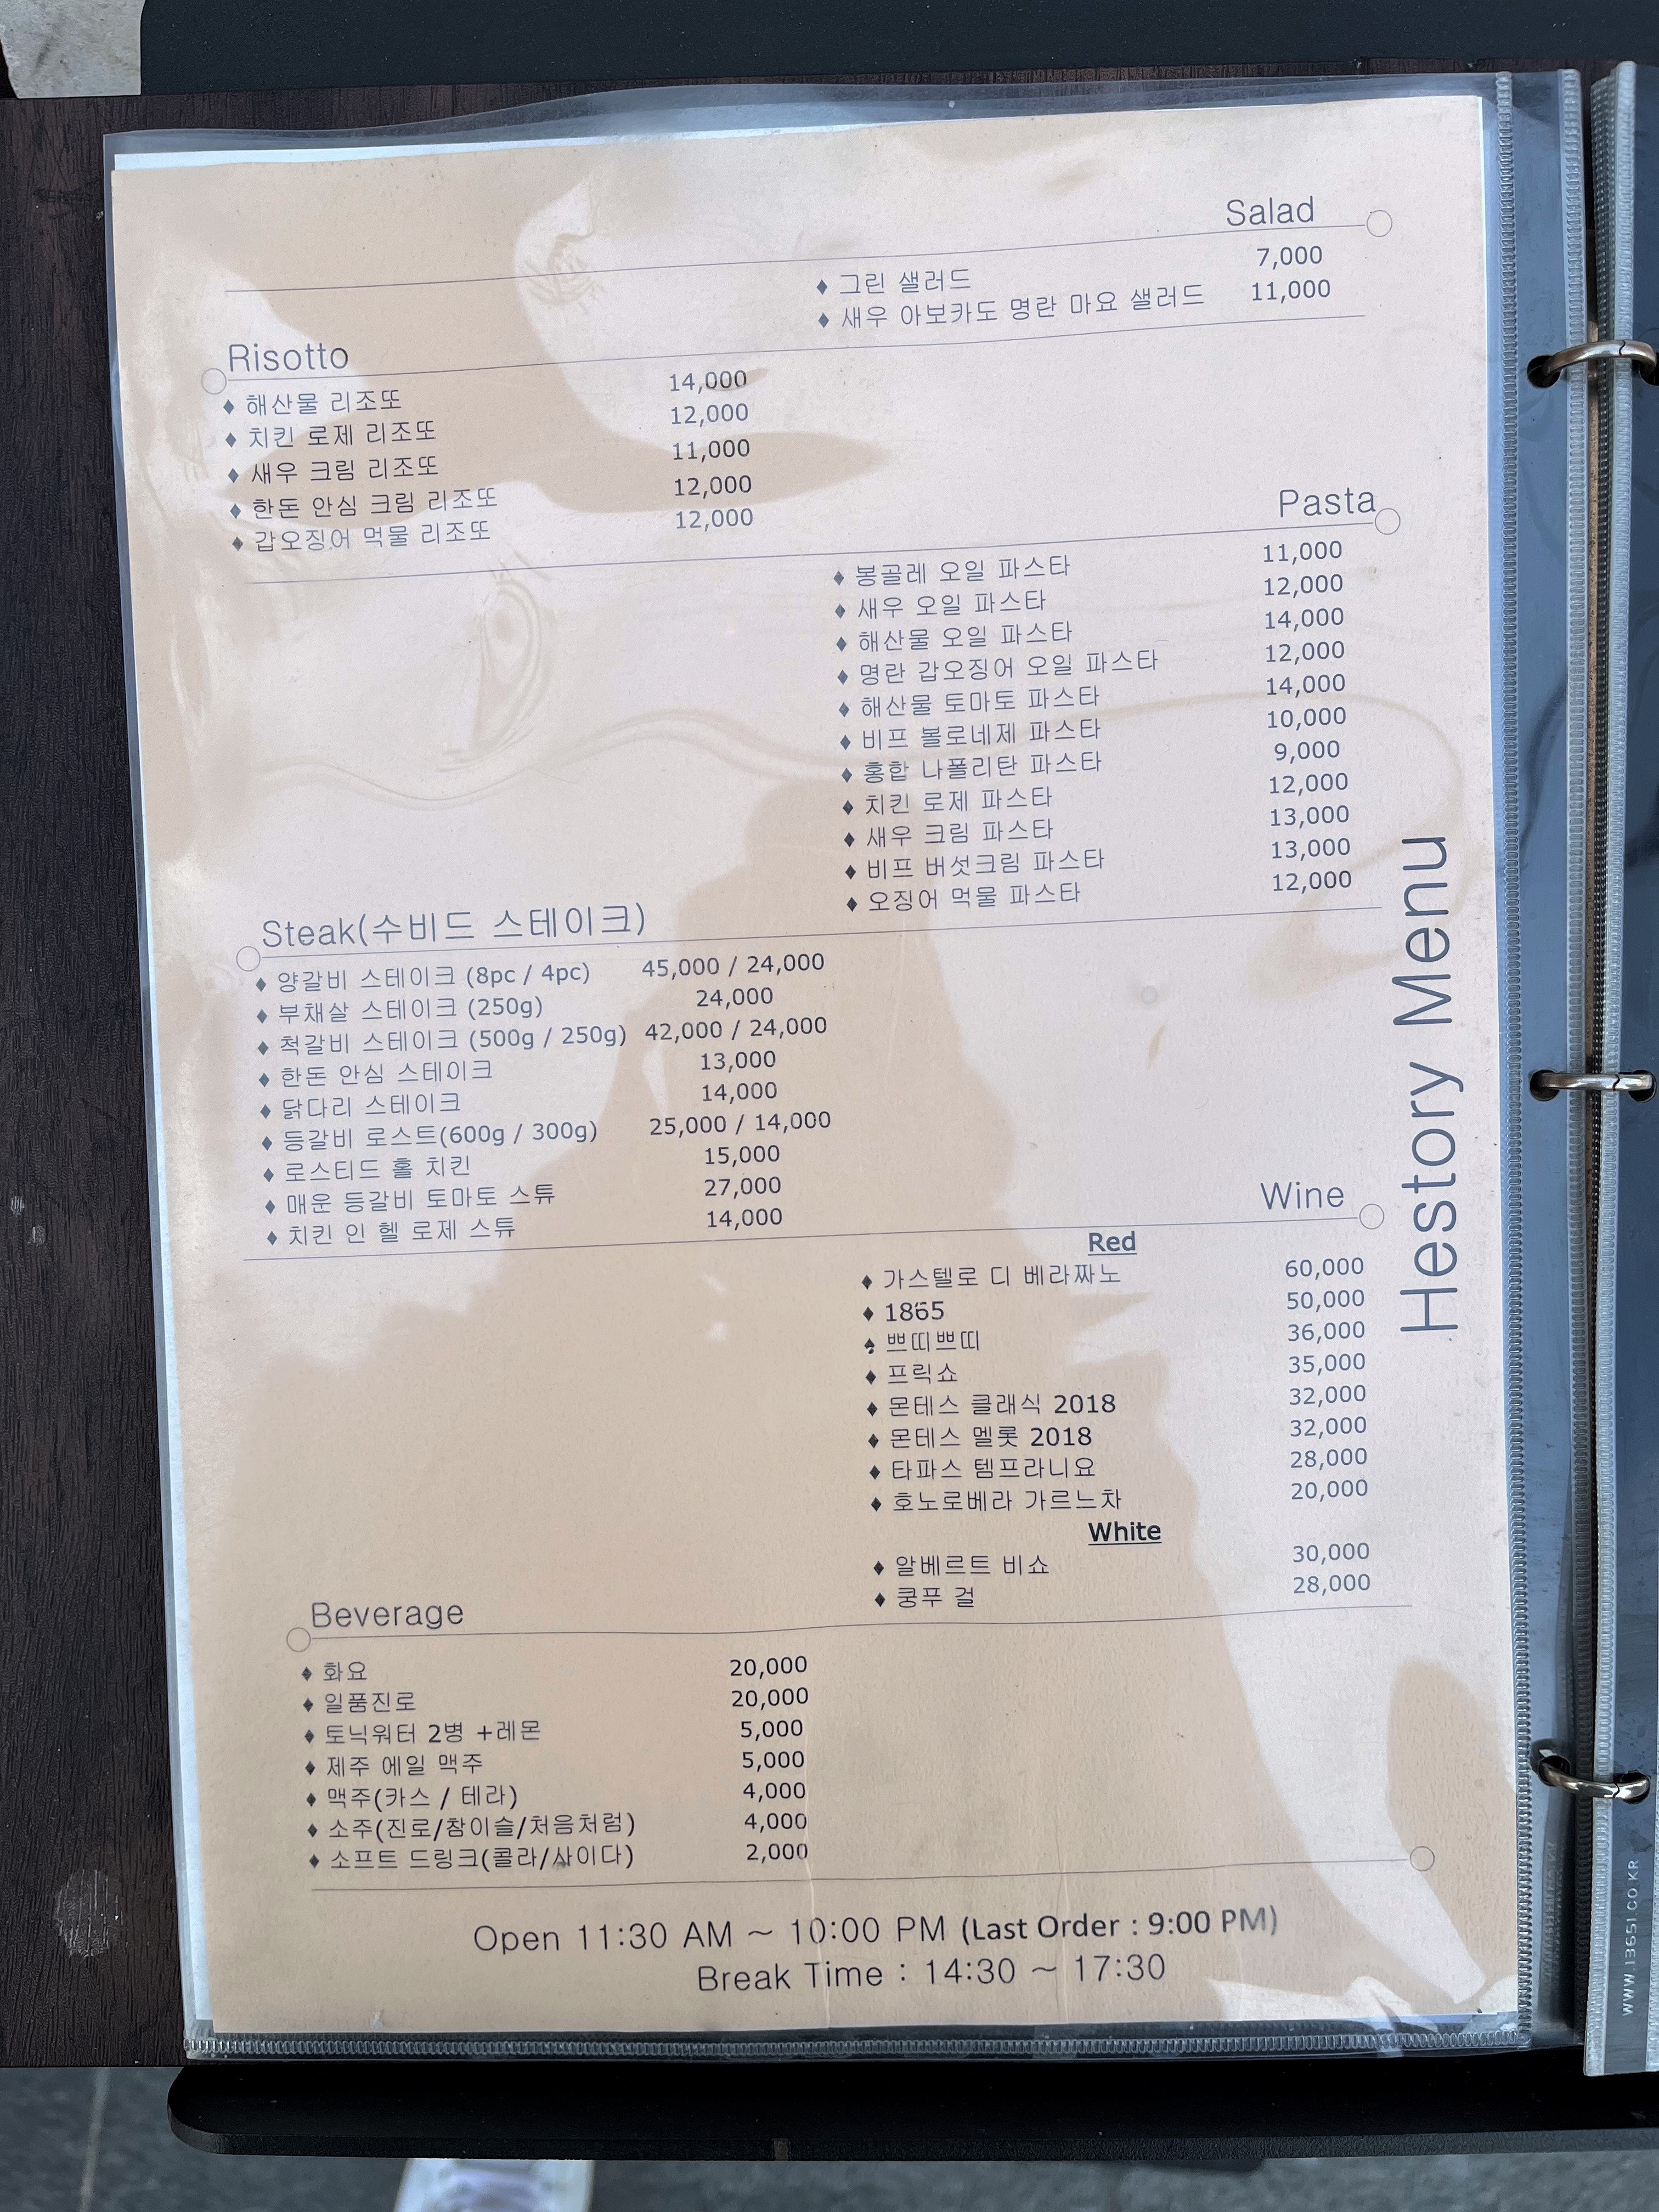 Salad
그린 샐러드 7,000
새우 아보카도 명란 마요 샐러드 11,000
Risotto
해산물 리조또 14,000
치킨 로제 리조또 12,000
새우 크림 리조또 11,000
한돈 안심 크림 리조또 12,000
갑오징어 먹물 리조또 12,000
Pasta
봉골레 오일 파스타 11,000
새우 오일 파스타 12,000
해산물 오일 파스타 14,000
명란 갑오징어 오일 파스타 12,000
해산물 토마토 파스타 14,000
비프 볼로네제 파스타 10,000
홍합 나폴리탄 파스타 9,000
치킨 로제 파스타 12,000
새우 크림 파스타 13,000
비프 버섯크림 파스타 13,000
오징어 먹물 파스타 12,000
Steak(수비드 스테이크)
양갈비 스테이크 (8pc / 4pc) 45,000 / 24,000
부채살 스테이크 (250g) 24,000
척갈비 스테이크 (500g / 250g) 42,000 / 24,000
한돈 안심 스테이크 13,000
닭다리 스테이크 14,000
등갈비 로스트(600g / 300g) 25,000 / 14,000
로스티드 홀 치킨 15,000
매운 등갈비 토마토 스튜 27,000
치킨 인 헬 로제 스튜 14,000
Wine
Red
가스텔로 디 베라짜노 60,000
1865 50,000
쁘띠쁘띠 36,000
프릭쇼 35,000
몬테스 클래식 2018 32,000
몬테스 멜롯 2018 32,000
타파스 템프라니요 28,000
호노로베라 가르느차 20,000
White
알베르트 비쇼 30,000
쿵푸 걸 28,000
Beverage
화요 20,000
일품진로 20,000
토닉워터 2병 +레몬 5,000
제주 에일 맥주 5,000
맥주(카스 / 테라) 4,000
소주(진로/참이슬/처음처럼) 4,000
소프트 드링크(콜라/사이다) 2,000
Open 11:30 AM ~ 10:00 PM (Last Order : 9:00 PM)
Break Time : 14:30 ~ 17:30
Hestory Menu
WWW.13651.CO.KR